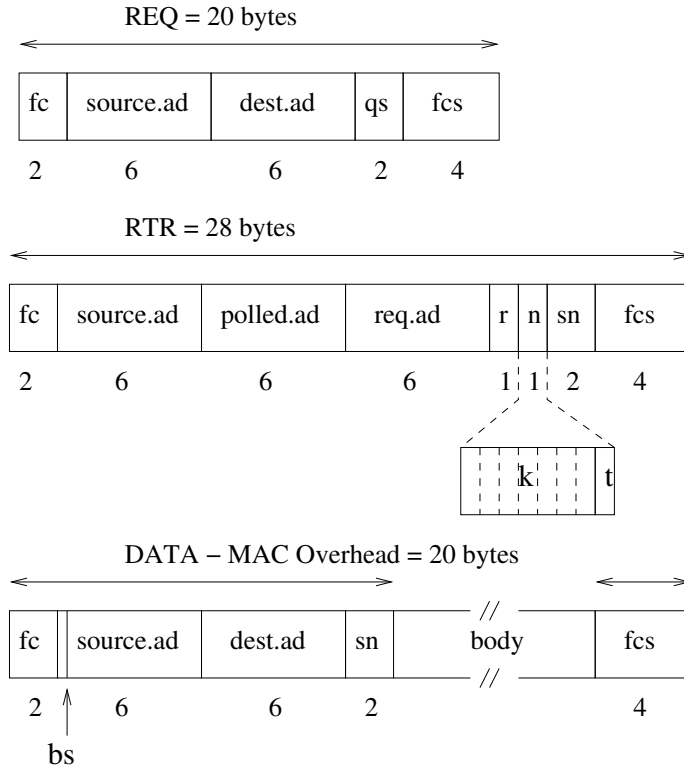 REQ = 20 bytes
fc source.ad dest.ad qs fcs
2 6 6 2 4
RTR = 28 bytes
fc source.ad polled.ad req.ad r n sn fcs
2 6 6 6 1 1 2 4
k t
DATA – MAC Overhead = 20 bytes
fc source.ad dest.ad sn // body // fcs
2 6 6 2 4
bs